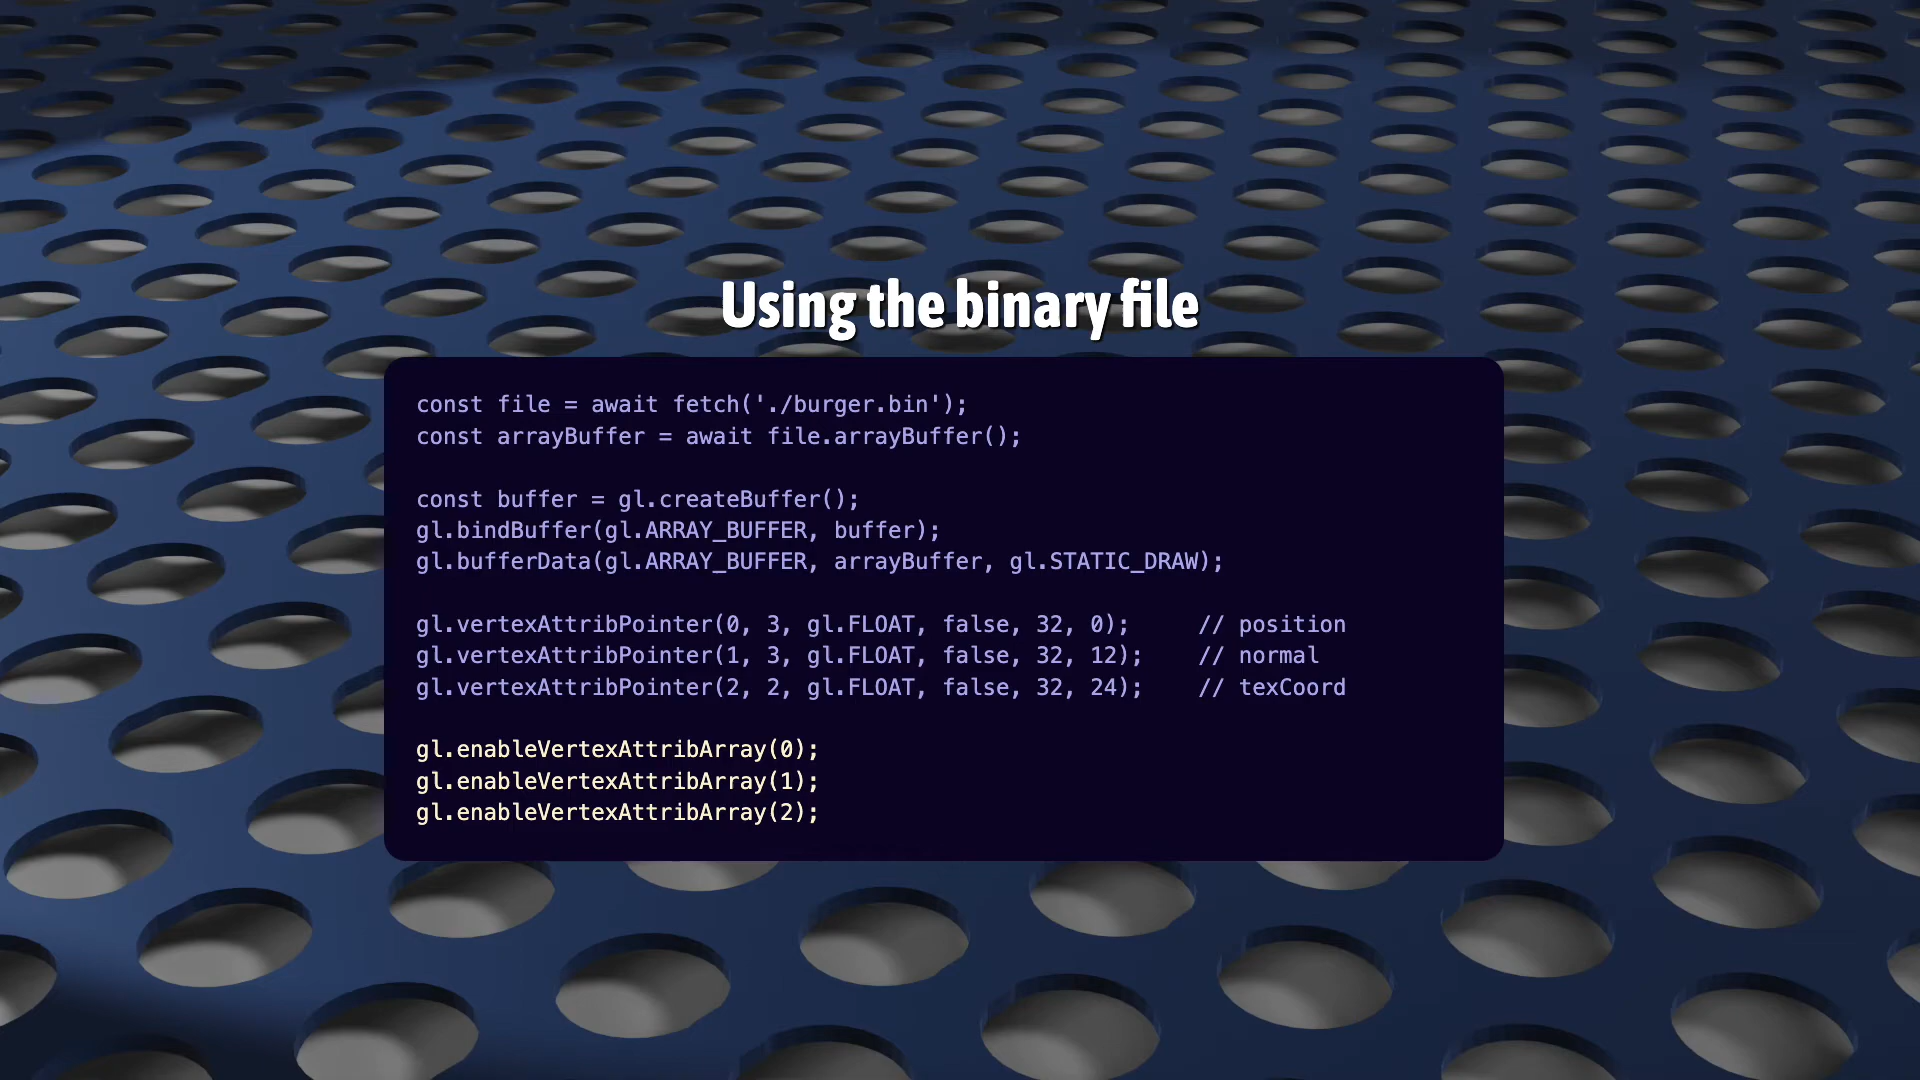 Using the binary file
const file = await fetch('./burger.bin');
const arrayBuffer = await file.arrayBuffer();
const buffer = gl.createBuffer();
gl.bindBuffer(gl.ARRAY_BUFFER, buffer);
gl.bufferData(gl.ARRAY_BUFFER, arrayBuffer, gl.STATIC_DRAW);
gl.vertexAttribPointer(0, 3, gl.FLOAT, false, 32, 0);     // position
gl.vertexAttribPointer(1, 3, gl.FLOAT, false, 32, 12);    // normal
gl.vertexAttribPointer(2, 2, gl.FLOAT, false, 32, 24);    // texCoord
gl.enableVertexAttribArray(0);
gl.enableVertexAttribArray(1);
gl.enableVertexAttribArray(2);